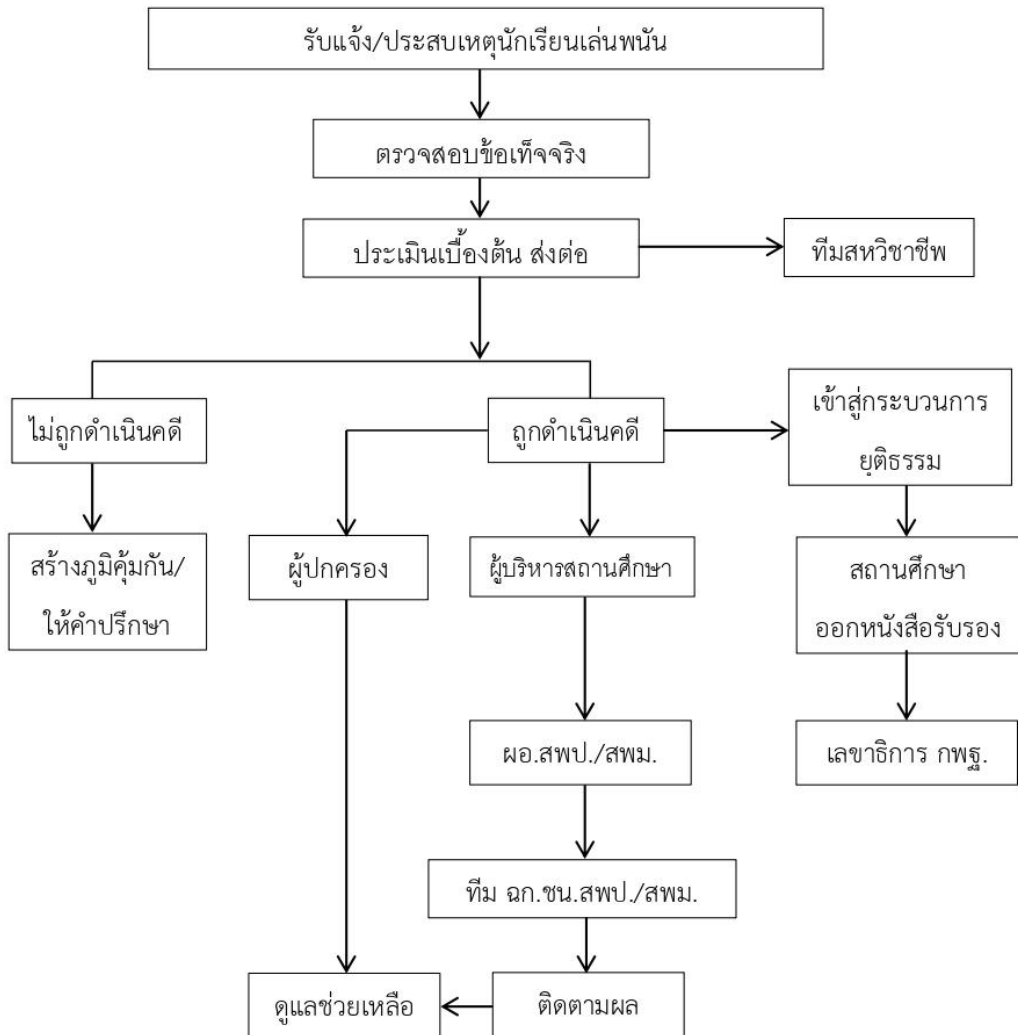 รับแจ้ง/ประสบเหตุนักเรียนเล่นพนัน
ตรวจสอบข้อเท็จจริง
ประเมินเบื้องต้น ส่งต่อ
ทีมสหวิชาชีพ
ไม่ถูกดำเนินคดี
ถูกดำเนินคดี
เข้าสู่กระบวนการ
ยุติธรรม
สร้างภูมิคุ้มกัน/
ให้คำปรึกษา
ผู้ปกครอง
ผู้บริหารสถานศึกษา
สถานศึกษา
ออกหนังสือรับรอง
ผอ.สพป./สพม.
เลขาธิการ กพฐ.
ทีม ฉก.ชน.สพป./สพม.
ดูแลช่วยเหลือ
ติดตามผล